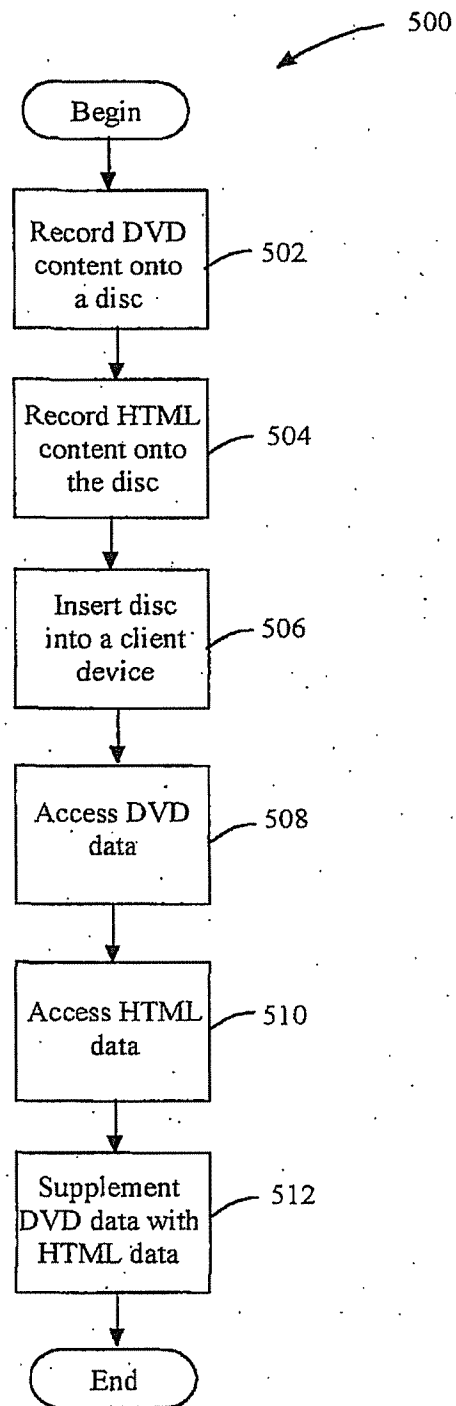 500
Begin
Record DVD
content onto
a disc
502
Record HTML
content onto
the disc
504
Insert disc
into a client
device
506
Access DVD
data
508
Access HTML
data
510
Supplement
DVD data with
HTML data
512
End